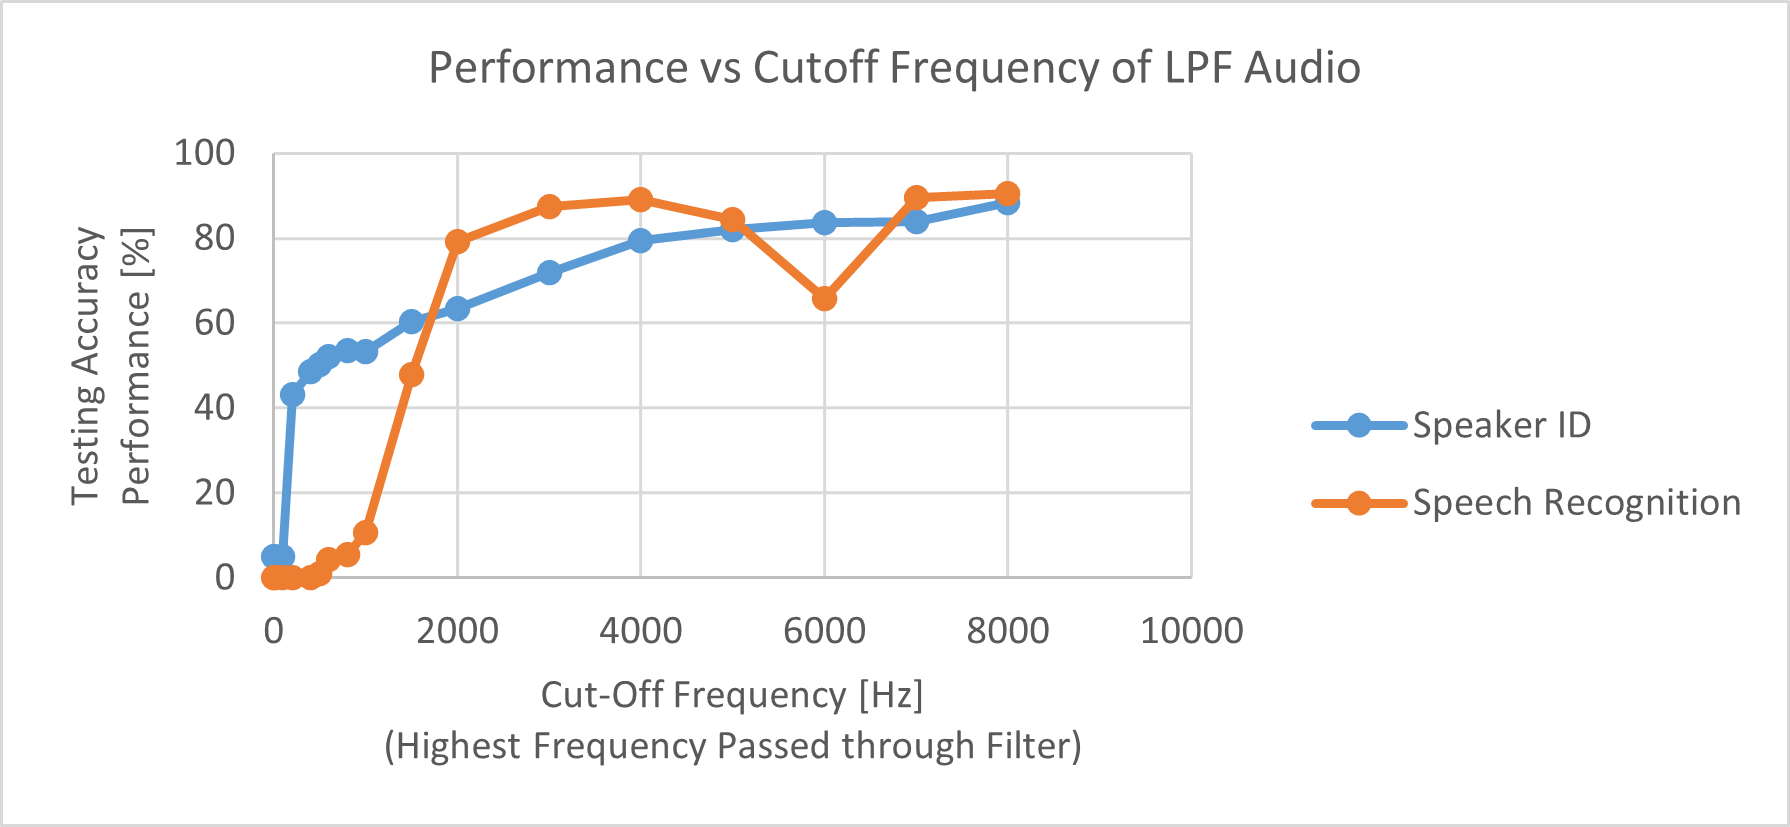 Performance vs Cutoff Frequency of LPF Audio
Testing Accuracy
Performance [%]
100
80
60
40
20
0
0 2000 4000 6000 8000 10000
Cut-Off Frequency [Hz]
(Highest Frequency Passed through Filter)
Speaker ID
Speech Recognition